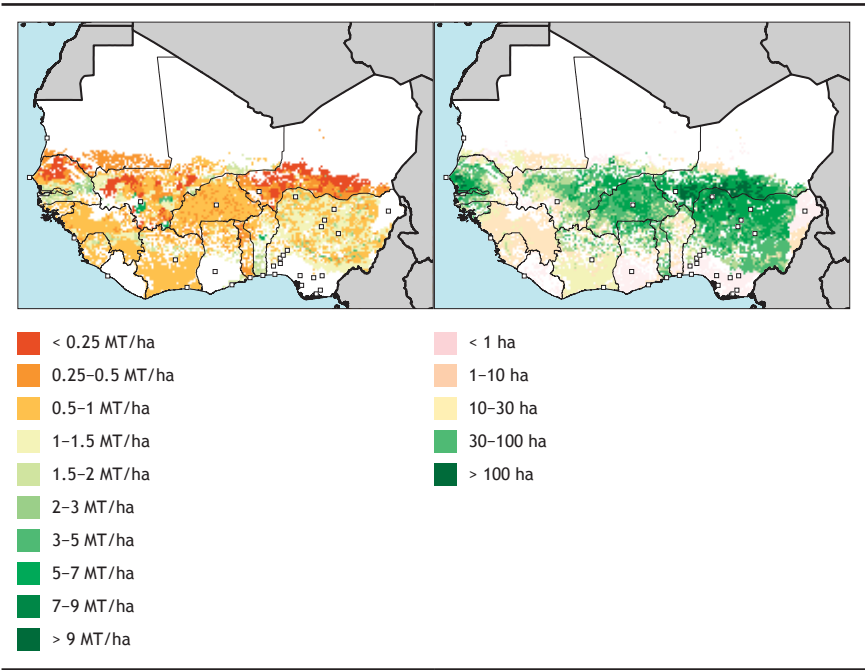 < 0.25 MT/ha
0.25–0.5 MT/ha
0.5–1 MT/ha
1–1.5 MT/ha
1.5–2 MT/ha
2–3 MT/ha
3–5 MT/ha
5–7 MT/ha
7–9 MT/ha
> 9 MT/ha
< 1 ha
1–10 ha
10–30 ha
30–100 ha
> 100 ha